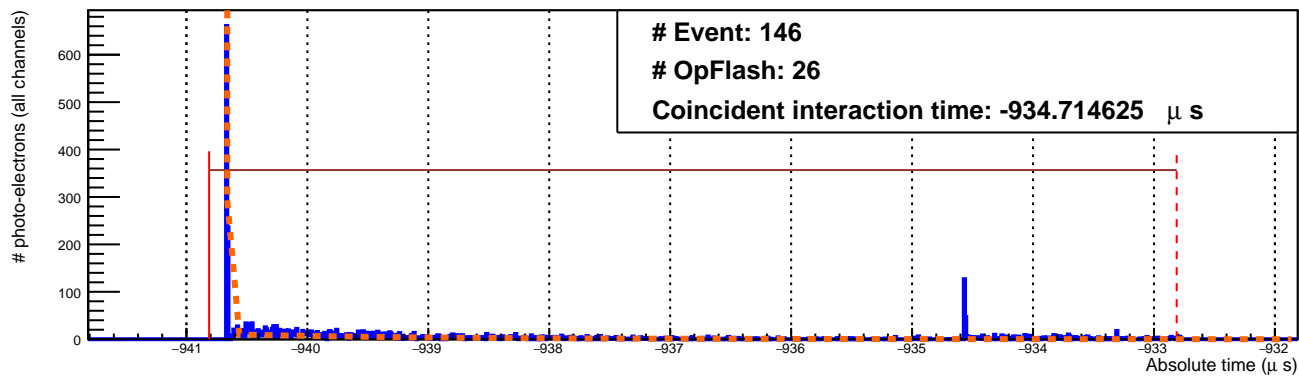 # Event: 146
# OpFlash: 26
Coincident interaction time: -934.714625 μ s
# photo-electrons (all channels)
600
500
400
300
200
100
0
−941 −940 −939 −938 −937 −936 −935 −934 −933 −932
Absolute time (μ s)